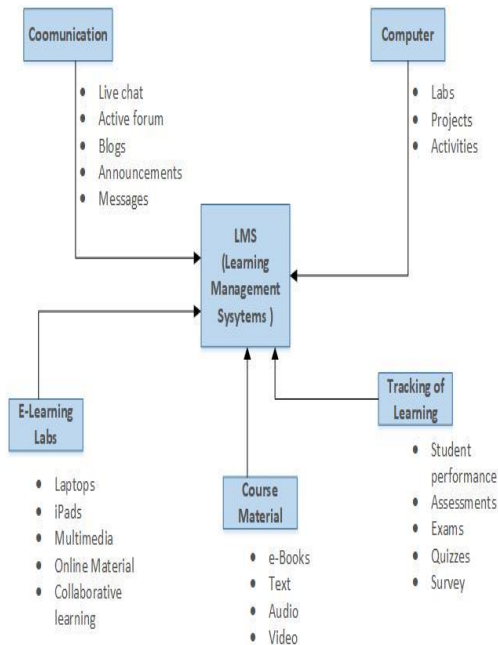 Coomunication
• Live chat
• Active forum
• Blogs
• Announcements
• Messages
Computer
• Labs
• Projects
• Activities
LMS
(Learning
Management
Sysytems )
E-Learning
Labs
• Laptops
• iPads
• Multimedia
• Online Material
• Collaborative
learning
Course
Material
• e-Books
• Text
• Audio
• Video
Tracking of
Learning
• Student
performance
• Assessments
• Exams
• Quizzes
• Survey